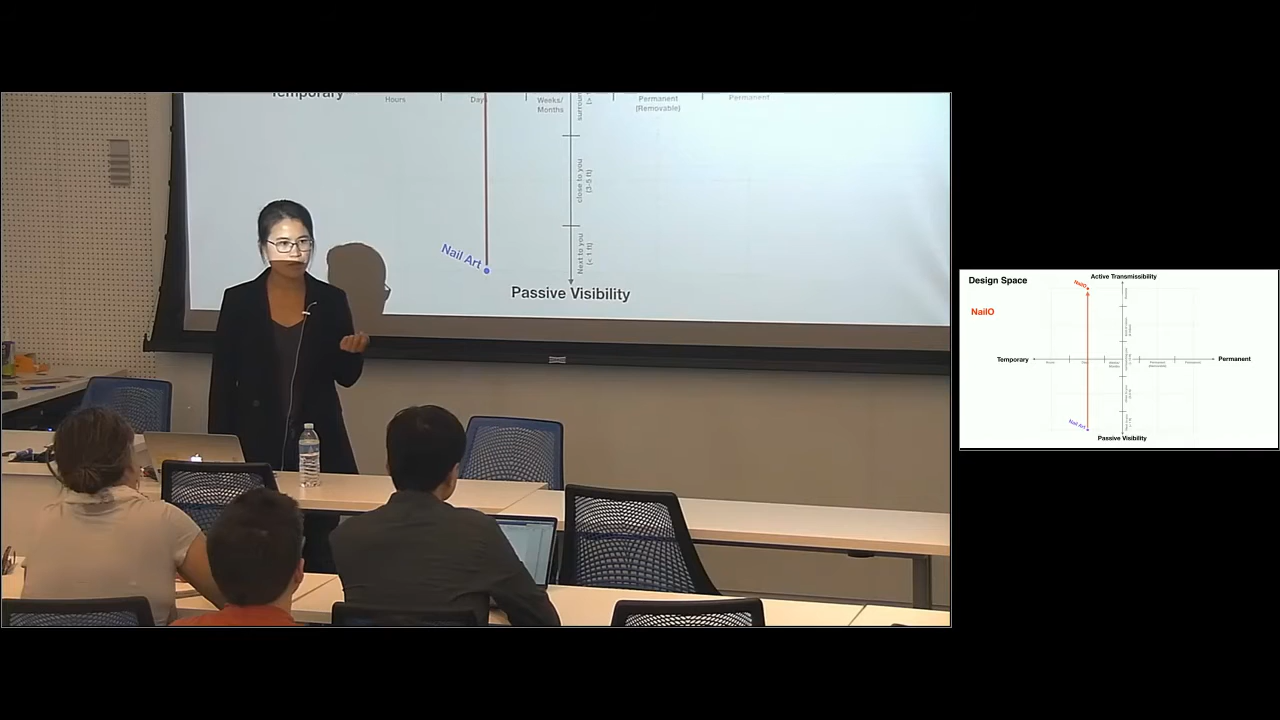 Temporary
Hours
Days
Weeks/
Months
Permanent
(Removable)
Permanent
close to you
(3-5 ft)
Next to you
(< 1 ft)
Nail Art
Passive Visibility
Design Space
Active Transmissibility
NailO
NailO
Temporary
Permanent
Nail Art
Passive Visibility